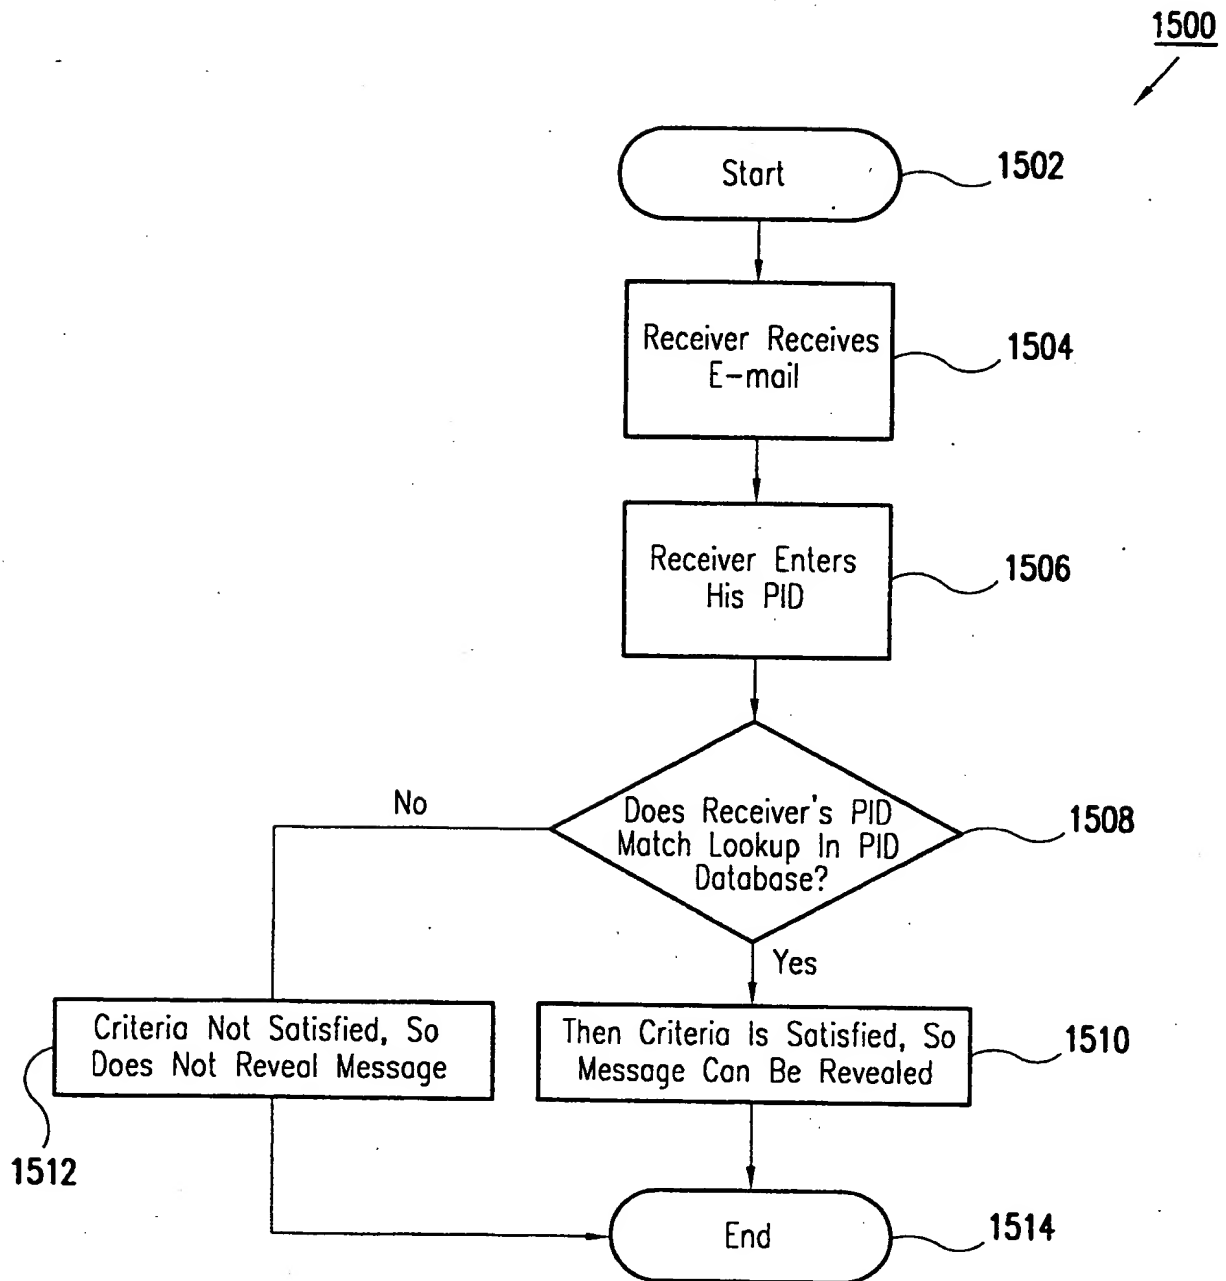 1500
Start
1502
Receiver Receives
E-mail
1504
Receiver Enters
His PID
1506
Does Receiver's PID
Match Lookup In PID
Database?
1508
No
Yes
Criteria Not Satisfied, So
Does Not Reveal Message
1512
Then Criteria Is Satisfied, So
Message Can Be Revealed
1510
End
1514